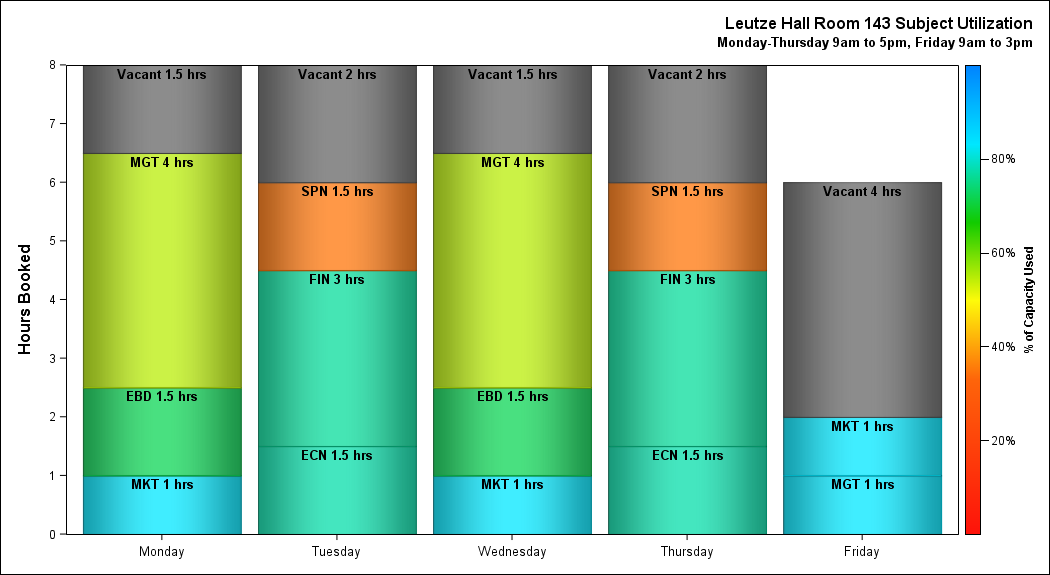 Leutze Hall Room 143 Subject Utilization
Monday-Thursday 9am to 5pm, Friday 9am to 3pm
Hours Booked
8
7
6
5
4
3
2
1
0
Vacant 1.5 hrs
MGT 4 hrs
EBD 1.5 hrs
MKT 1 hrs
Monday
Vacant 2 hrs
SPN 1.5 hrs
FIN 3 hrs
ECN 1.5 hrs
Tuesday
Vacant 1.5 hrs
MGT 4 hrs
EBD 1.5 hrs
MKT 1 hrs
Wednesday
Vacant 2 hrs
SPN 1.5 hrs
FIN 3 hrs
ECN 1.5 hrs
Thursday
Vacant 4 hrs
MKT 1 hrs
MGT 1 hrs
Friday
80%
60%
40%
20%
% of Capacity Used